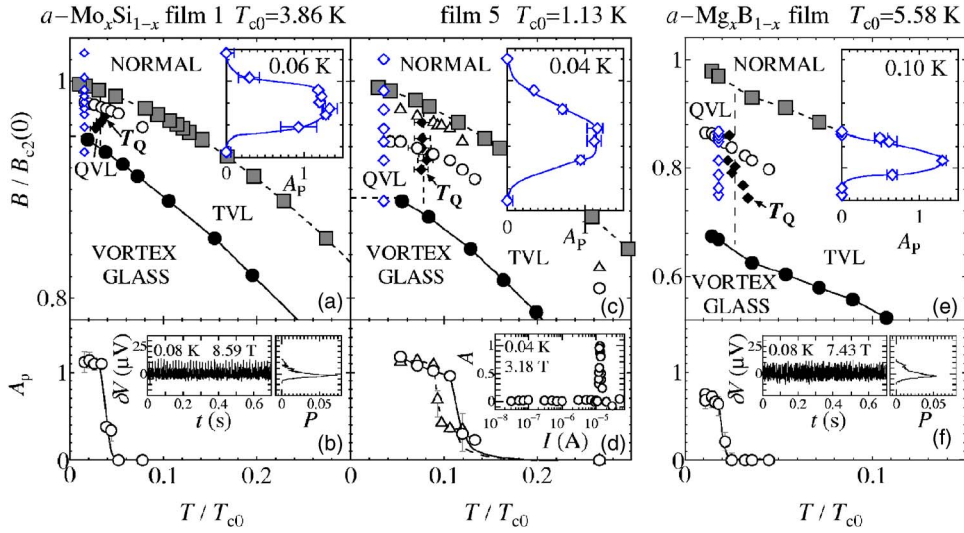 a−MoxSi1−x film 1 Tc0=3.86 K
film 5 Tc0=1.13 K
a−MgxB1−x film Tc0=5.58 K
B / Bc2(0)
1
0.8
NORMAL
QVL
TQ
TVL
VORTEX
GLASS
(a)
0.06 K
0 1
Ap
NORMAL
QVL
TQ
TVL
VORTEX
GLASS
(c)
0.04 K
0 1
Ap
1
0.8
0.6
NORMAL
QVL
TQ
TVL
VORTEX
GLASS
(e)
0.10 K
0 1
Ap
Ap
1
0
δV (μV)
25
0
0.08 K 8.59 T
0 0.2 0.4 0.6
t (s)
0 0.05
P
(b)
A
1
0.5
0
0.04 K
3.18 T
10−8 10−7 10−6 10−5
I (A)
(d)
1
0
δV (μV)
25
0
0.08 K 7.43 T
0 0.2 0.4 0.6
t (s)
0 0.05
P
(f)
0 0.1 0.2
0 0.1 0.2
0 0.1
T / Tc0
T / Tc0
T / Tc0